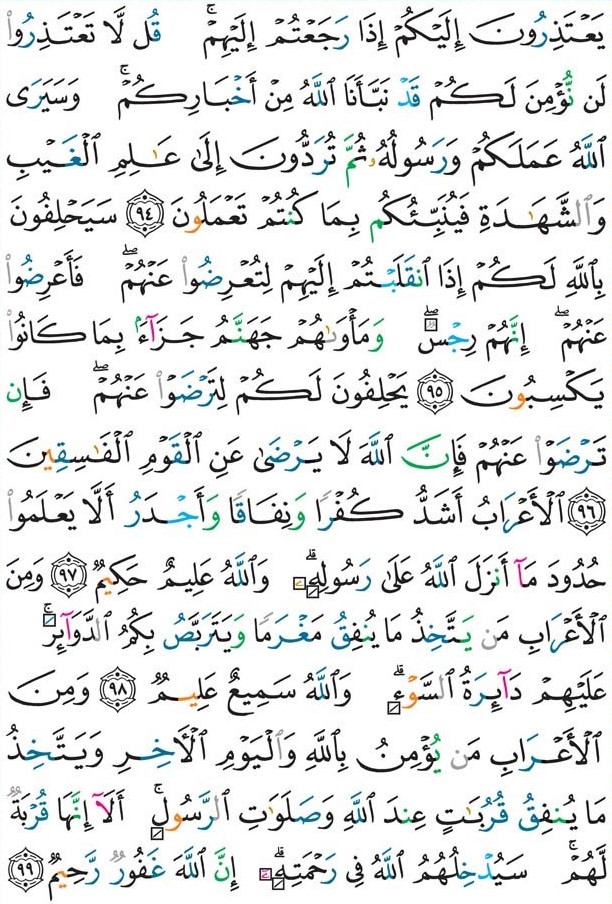 يَعْتَذِرُونَ إِلَيْكُمْ إِذَا رَجَعْتُمْ إِلَيْهِمْ ۚ قُل لَّا تَعْتَذِرُوا۟
لَن نُّؤْمِنَ لَكُمْ قَدْ نَبَّأَنَا ٱللَّهُ مِنْ أَخْبَارِكُمْ ۚ وَسَيَرَى
ٱللَّهُ عَمَلَكُمْ وَرَسُولُهُۥ ثُمَّ تُرَدُّونَ إِلَىٰ عَـٰلِمِ ٱلْغَيْبِ
وَٱلشَّهَـٰدَةِ فَيُنَبِّئُكُم بِمَا كُنتُمْ تَعْمَلُونَ ٩٤ سَيَحْلِفُونَ
بِٱللَّهِ لَكُمْ إِذَا ٱنقَلَبْتُمْ إِلَيْهِمْ لِتُعْرِضُوا۟ عَنْهُمْ ۖ فَأَعْرِضُوا۟
عَنْهُمْ ۖ إِنَّهُمْ رِجْسٌ ۖ وَمَأْوَىٰهُمْ جَهَنَّمُ جَزَآءًۢ بِمَا كَانُوا۟
يَكْسِبُونَ ٩٥ يَحْلِفُونَ لَكُمْ لِتَرْضَوْا۟ عَنْهُمْ ۖ فَإِن
تَرْضَوْا۟ عَنْهُمْ فَإِنَّ ٱللَّهَ لَا يَرْضَىٰ عَنِ ٱلْقَوْمِ ٱلْفَـٰسِقِينَ
٩٦ ٱلْأَعْرَابُ أَشَدُّ كُفْرًا وَنِفَاقًا وَأَجْدَرُ أَلَّا يَعْلَمُوا۟
حُدُودَ مَآ أَنزَلَ ٱللَّهُ عَلَىٰ رَسُولِهِۦ ۗ وَٱللَّهُ عَلِيمٌ حَكِيمٌ ٩٧ وَمِنَ
ٱلْأَعْرَابِ مَن يَتَّخِذُ مَا يُنفِقُ مَغْرَمًا وَيَتَرَبَّصُ بِكُمُ ٱلدَّوَآئِرَ ۚ
عَلَيْهِمْ دَآئِرَةُ ٱلسَّوْءِ ۗ وَٱللَّهُ سَمِيعٌ عَلِيمٌ ٩٨ وَمِنَ
ٱلْأَعْرَابِ مَن يُؤْمِنُ بِٱللَّهِ وَٱلْيَوْمِ ٱلْـَٔاخِرِ وَيَتَّخِذُ
مَا يُنفِقُ قُرُبَـٰتٍ عِندَ ٱللَّهِ وَصَلَوَٰتِ ٱلرَّسُولِ ۚ أَلَآ إِنَّهَا قُرْبَةٌ
لَّهُمْ ۚ سَيُدْخِلُهُمُ ٱللَّهُ فِى رَحْمَتِهِۦٓ ۗ إِنَّ ٱللَّهَ غَفُورٌ رَّحِيمٌ ٩٩